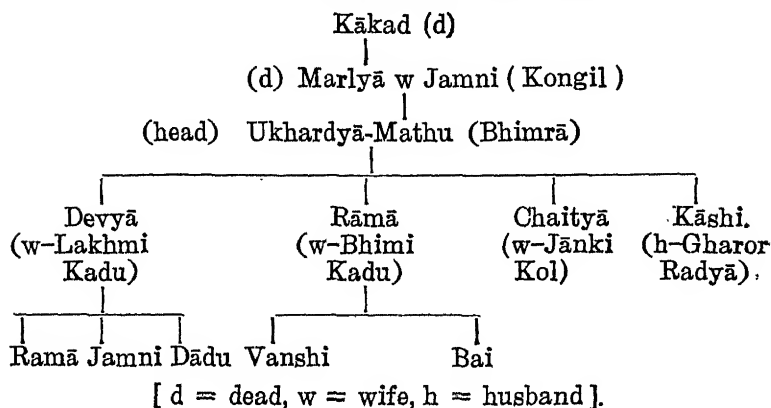 Kākad (d)
(d) Marlyā w Jamni ( Kongil )
(head) Ukhardyā-Mathu (Bhimrā)
Devyā Rāmā Chaityā Kāshi.
(w-Lakhmi (w-Bhimi (w-Jānki (h-Gharor
Kadu) Kadu) Kol) Radyā).
Ramā Jamni Dādu Vanshi Bai
[ d = dead, w = wife, h = husband ].